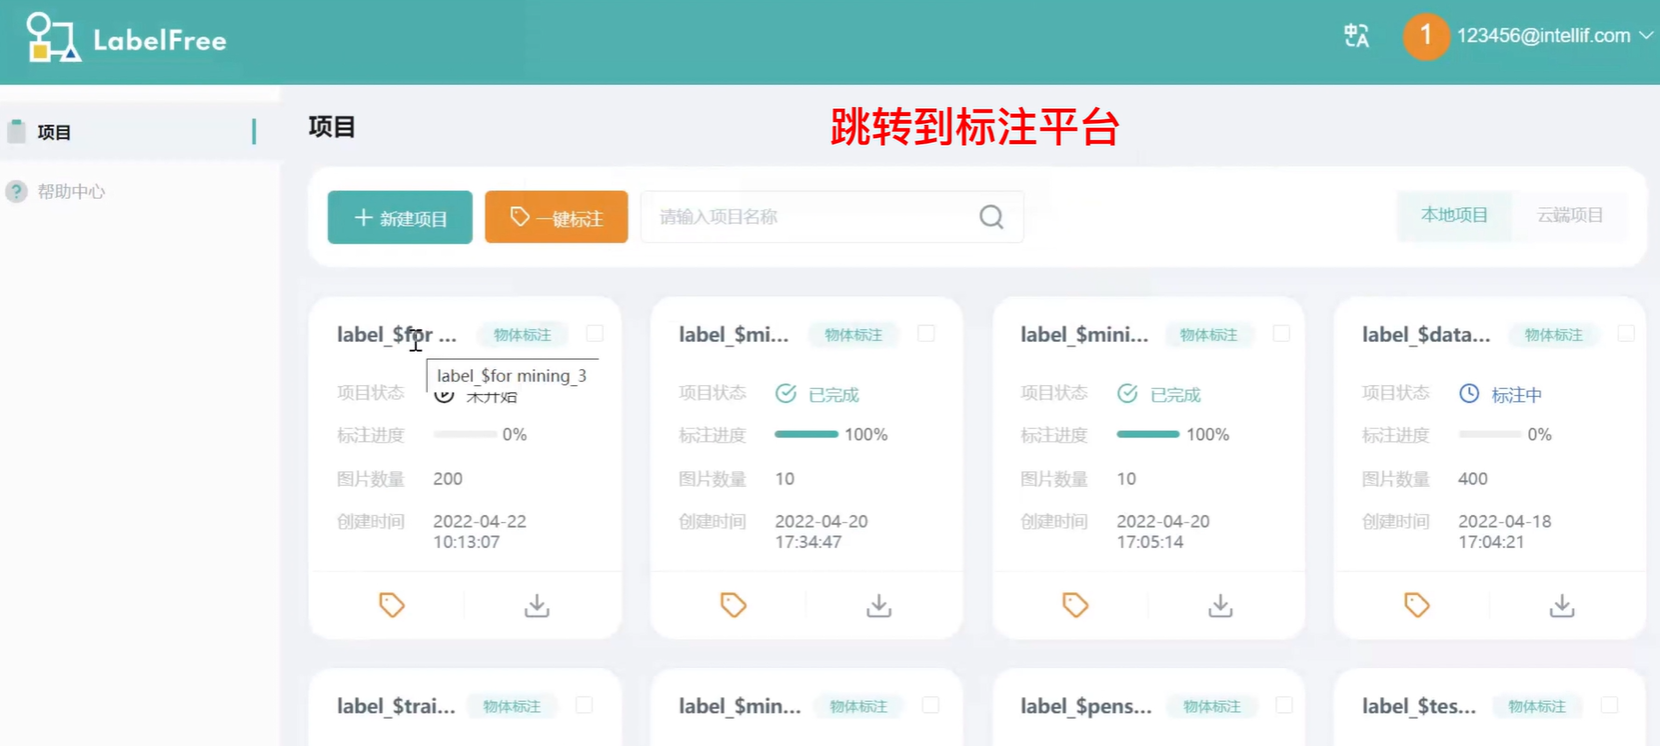 LabelFree
1
123456@intellif.com
项目
帮助中心
项目
跳转到标注平台
新建项目
一键标注
请输入项目名称
本地项目
云端项目
label_$for ...
物体标注
label_$for mining_3
项目状态
未开始
标注进度
0%
图片数量
200
创建时间
2022-04-22
10:13:07
label_$mi...
物体标注
项目状态
已完成
标注进度
100%
图片数量
10
创建时间
2022-04-20
17:34:47
label_$mini...
物体标注
项目状态
已完成
标注进度
100%
图片数量
10
创建时间
2022-04-20
17:05:14
label_$data...
物体标注
项目状态
标注中
标注进度
0%
图片数量
400
创建时间
2022-04-18
17:04:21
label_$trai...
物体标注
label_$min...
物体标注
label_$pens...
物体标注
label_$tes...
物体标注